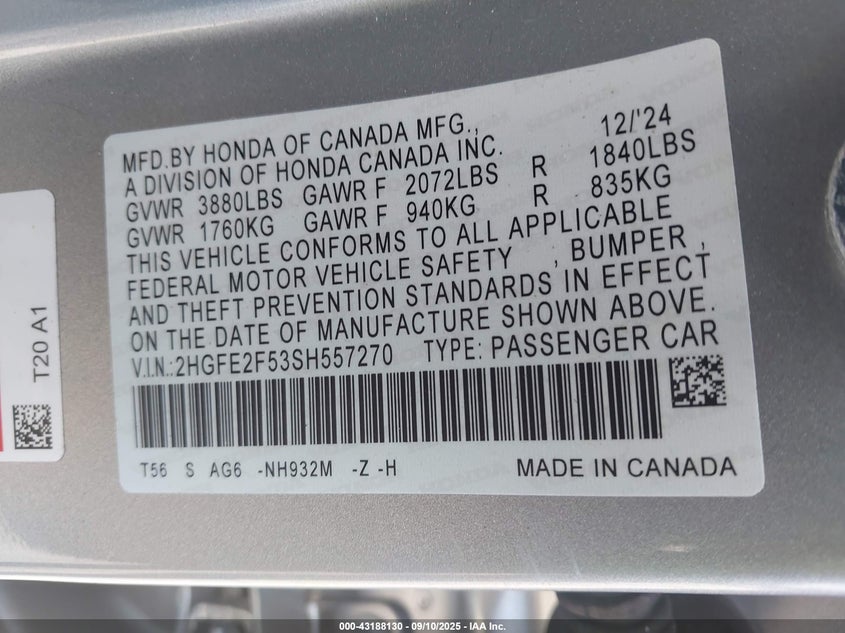 MFD.BY HONDA OF CANADA MFG., 12/'24
A DIVISION OF HONDA CANADA INC.
GVWR 3880LBS GAWR F 2072LBS R 1840LBS
GVWR 1760KG GAWR F 940KG R 835KG
THIS VEHICLE CONFORMS TO ALL APPLICABLE
FEDERAL MOTOR VEHICLE SAFETY , BUMPER ,
AND THEFT PREVENTION STANDARDS IN EFFECT
ON THE DATE OF MANUFACTURE SHOWN ABOVE.
V.I.N.:2HGFE2F53SH557270 TYPE: PASSENGER CAR
T56 S AG6 -NH932M -Z -H MADE IN CANADA
T20 A1
000-43188130 - 09/10/2025 - IAA Inc.